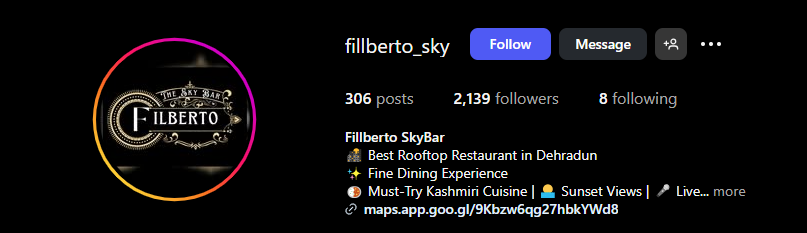 THE SKY BAR
FILBERTO
fillberto_sky
Follow
Message
306 posts
2,139 followers
8 following
Fillberto SkyBar
Best Rooftop Restaurant in Dehradun
Fine Dining Experience
Must-Try Kashmiri Cuisine | Sunset Views | Live... more
maps.app.goo.gl/9Kbzw6qg27hbkYWd8